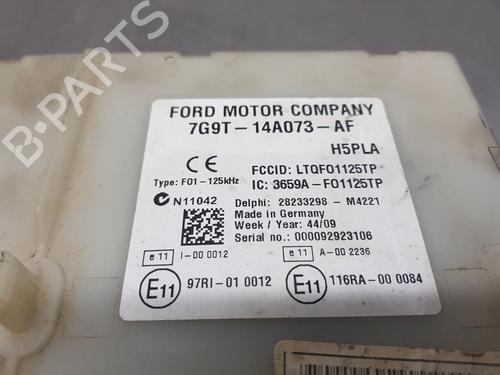 B-PARTS
FORD MOTOR COMPANY
7G9T-14A073-AF
H5PLA
CE
FCCID: LTQFO1125TP
Type: FO1-125kHz
IC: 3659A-FO1125TP
N11042
Delphi: 28233298 - M4221
Made in Germany
Week / Year: 44/09
Serial no.: 000092923106
e 11 I-00 0012
e 11 A-00 2236
E11 97RI-01 0012
E11 116RA-00 0084